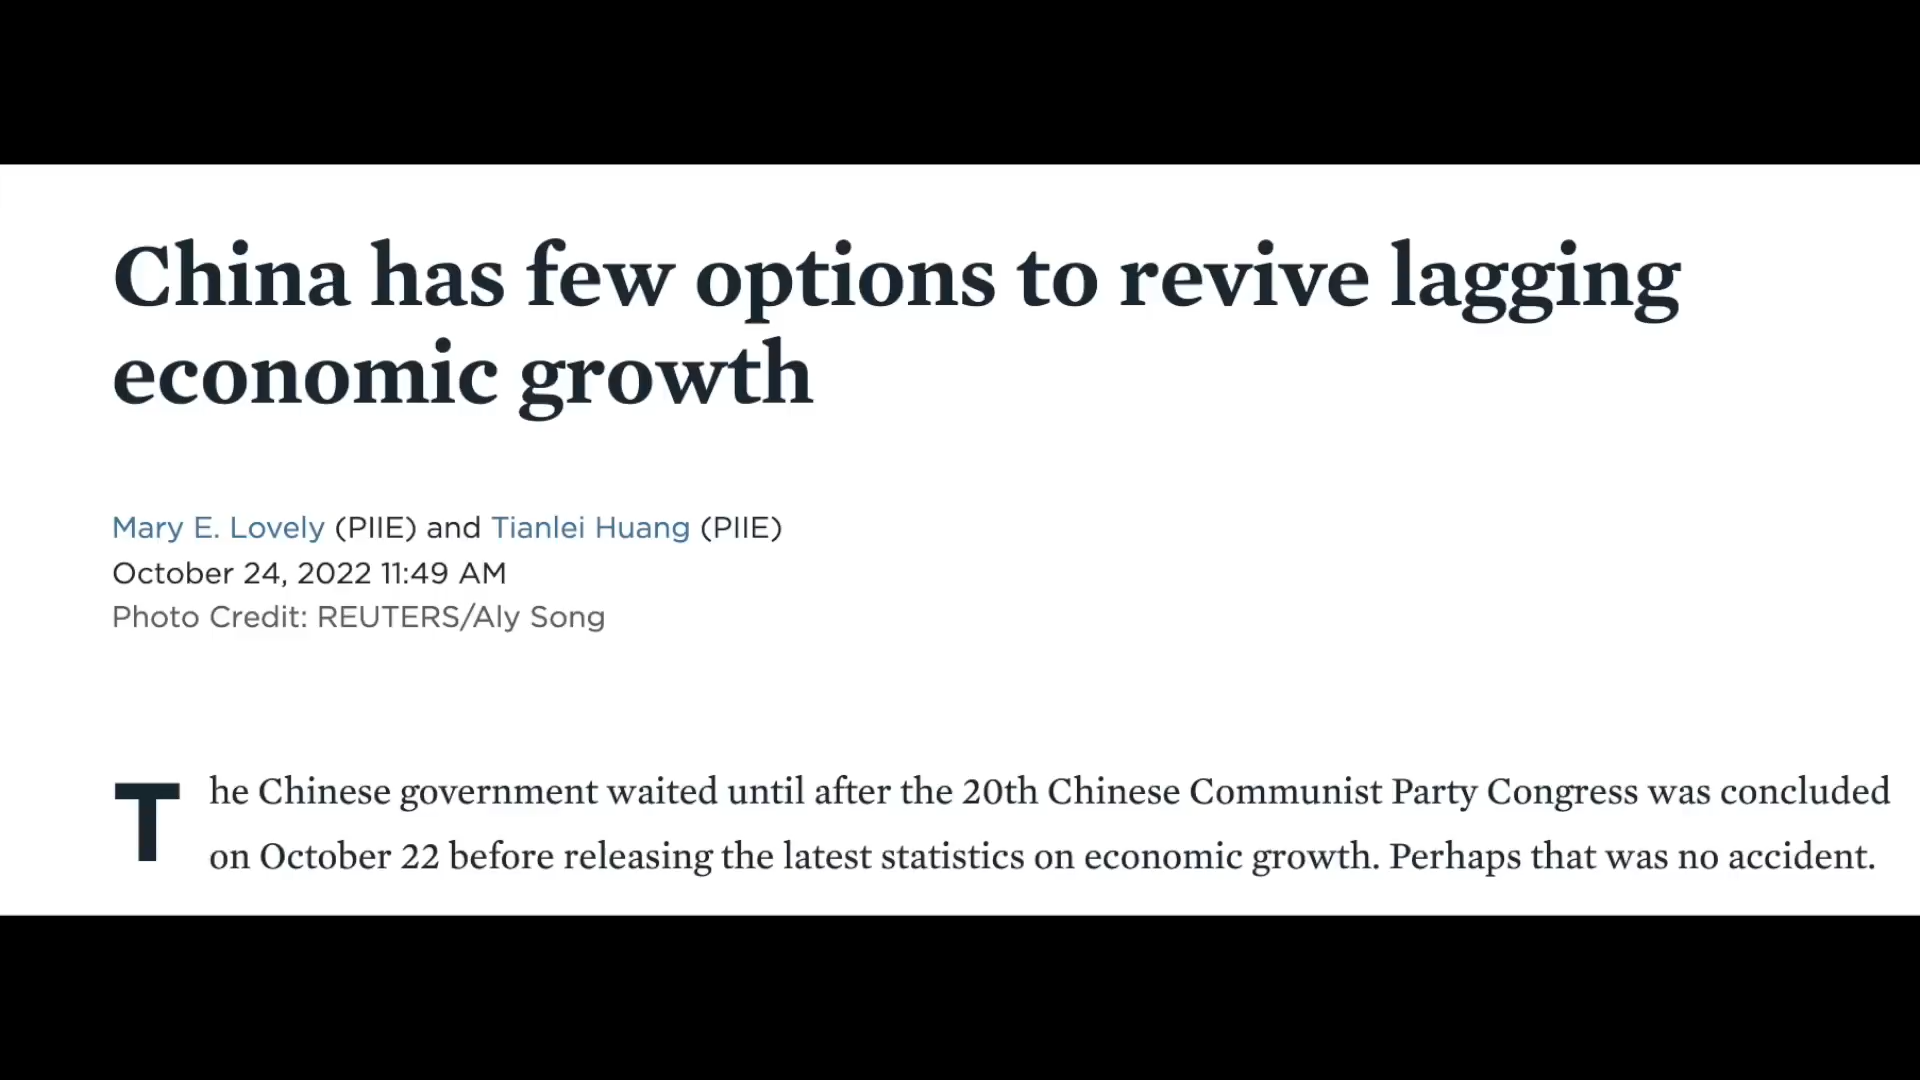 China has few options to revive lagging
economic growth
Mary E. Lovely (PIIE) and Tianlei Huang (PIIE)
October 24, 2022 11:49 AM
Photo Credit: REUTERS/Aly Song
The Chinese government waited until after the 20th Chinese Communist Party Congress was concluded
on October 22 before releasing the latest statistics on economic growth. Perhaps that was no accident.